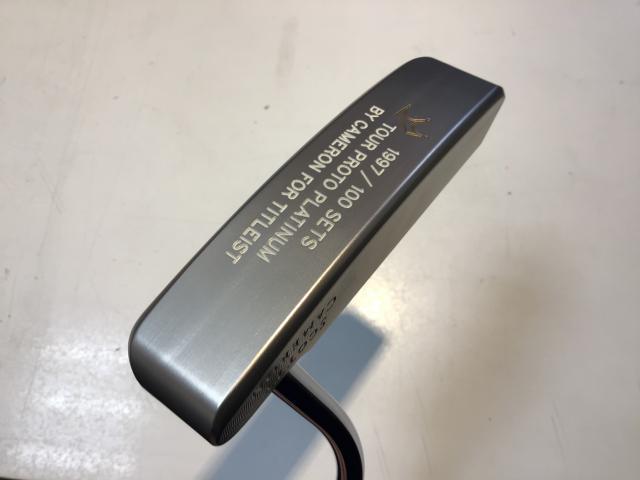 1997 / 100 SETS
TOUR PROTO PLATINUM
BY CAMERON FOR TITLEIST